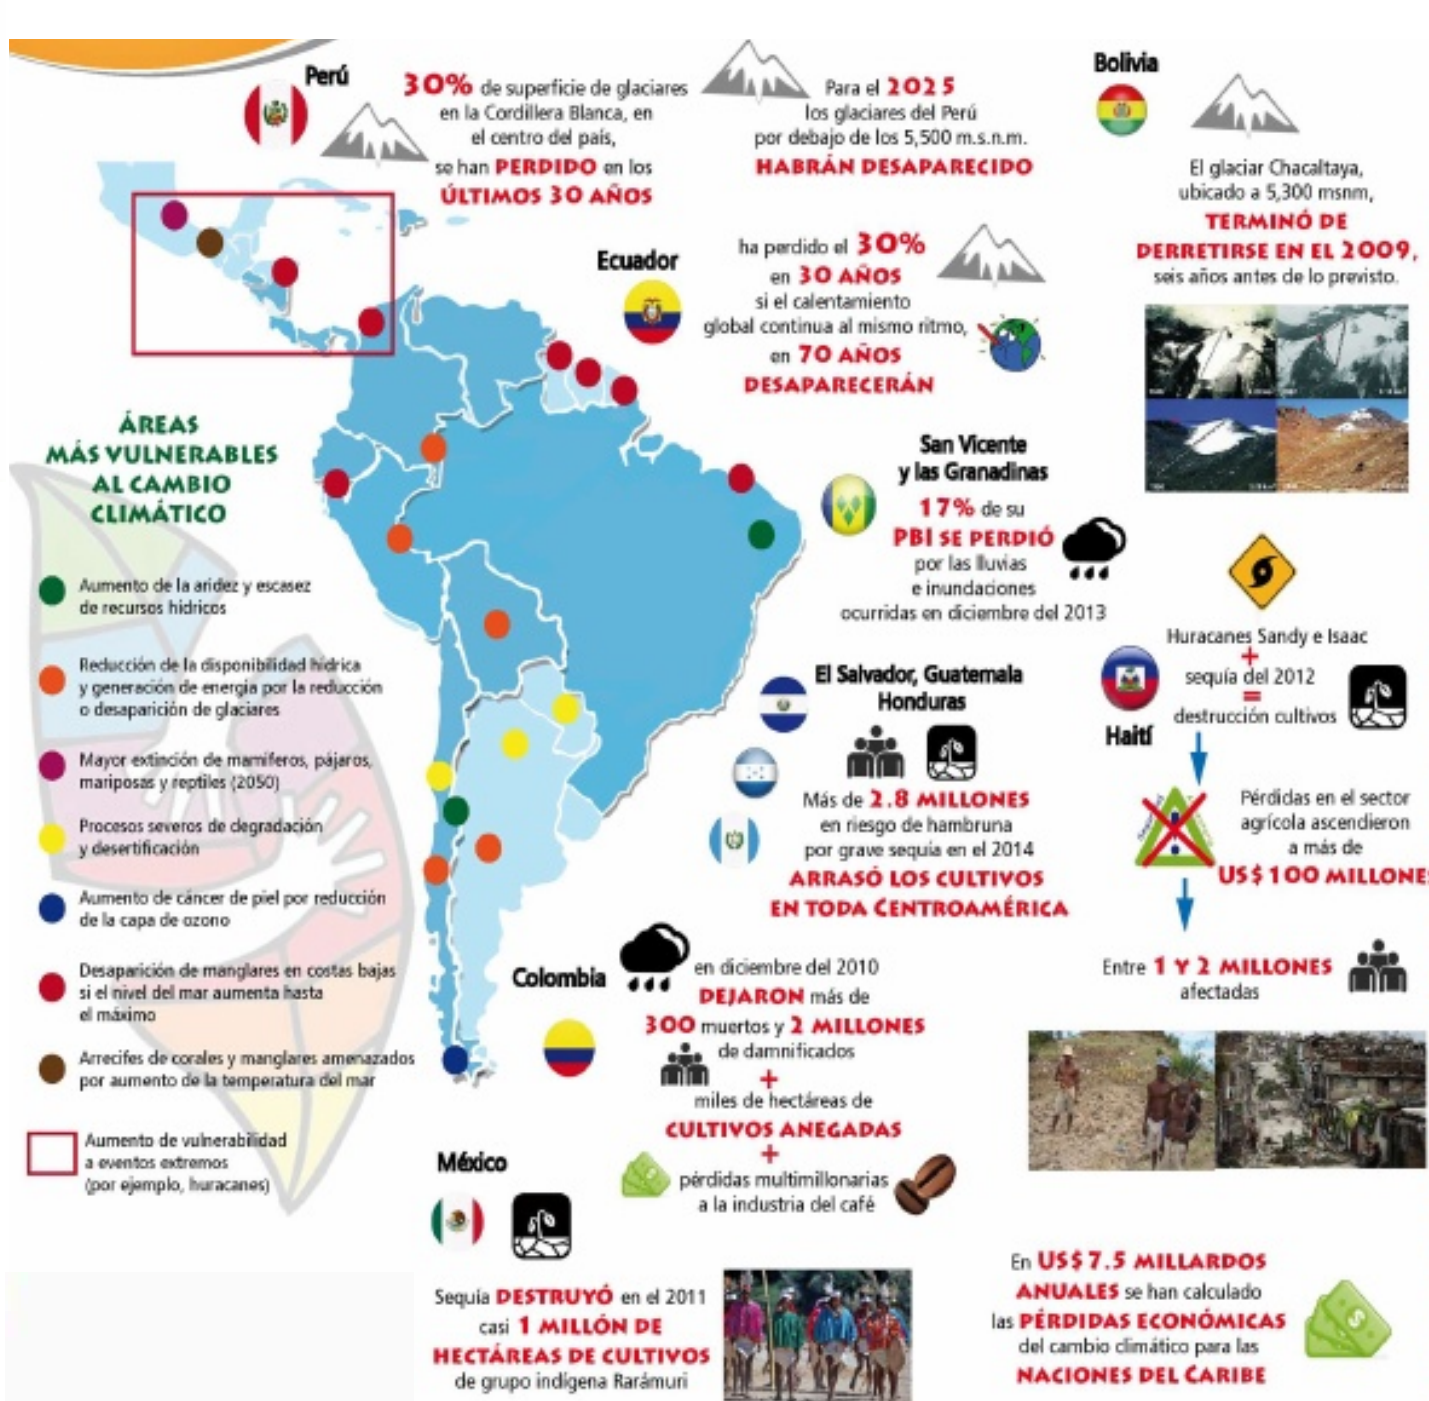 Perú
30% de superficie de glaciares
en la Cordillera Blanca, en
el centro del país,
se han PERDIDO en los
ÚLTIMOS 30 AÑOS
Para el 2025
los glaciares del Perú
por debajo de los 5,500 m.s.n.m.
HABRÁN DESAPARECIDO
Bolivia
El glaciar Chacaltaya,
ubicado a 5,300 msnm,
TERMINÓ DE
DERRETIRSE EN EL 2009,
seis años antes de lo previsto.
Ecuador
ha perdido el 30%
en 30 AÑOS
si el calentamiento
global continua al mismo ritmo,
en 70 AÑOS
DESAPARECERÁN
ÁREAS
MÁS VULNERABLES
AL CAMBIO
CLIMÁTICO
Aumento de la aridez y escasez
de recursos hídricos
Reducción de la disponibilidad hídrica
y generación de energía por la reducción
o desaparición de glaciares
Mayor extinción de mamíferos, pájaros,
mariposas y reptiles (2050)
Procesos severos de degradación
y desertificación
Aumento de cáncer de piel por reducción
de la capa de ozono
Desaparición de manglares en costas bajas
si el nivel del mar aumenta hasta
el máximo
Arrecifes de corales y manglares amenazados
por aumento de la temperatura del mar
Aumento de vulnerabilidad
a eventos extremos
(por ejemplo, huracanes)
San Vicente
y las Granadinas
17% de su
PBI SE PERDIÓ
por las lluvias
e inundaciones
ocurridas en diciembre del 2013
El Salvador, Guatemala
Honduras
Más de 2.8 MILLONES
en riesgo de hambruna
por grave sequía en el 2014
ARRASÓ LOS CULTIVOS
EN TODA CENTROAMÉRICA
Huracanes Sandy e Isaac
+
sequía del 2012
=
destrucción cultivos
Haití
Pérdidas en el sector
agrícola ascendieron
a más de
US$ 100 MILLONE
Entre 1 Y 2 MILLONES
afectadas
Colombia
en diciembre del 2010
DEJARON más de
300 muertos y 2 MILLONES
de damnificados
+
miles de hectáreas de
CULTIVOS ANEGADAS
+
pérdidas multimillonarias
a la industria del café
México
Sequía DESTRUYÓ en el 2011
casi 1 MILLÓN DE
HECTÁREAS DE CULTIVOS
de grupo indígena Rarámuri
En US$ 7.5 MILLARDOS
ANUALES se han calculado
las PÉRDIDAS ECONÓMICAS
del cambio climático para las
NACIONES DEL CARIBE